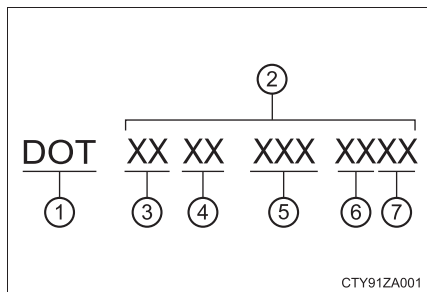 ②
DOT XX XX XXX XXXX
① ③ ④ ⑤ ⑥ ⑦
CTY91ZA001